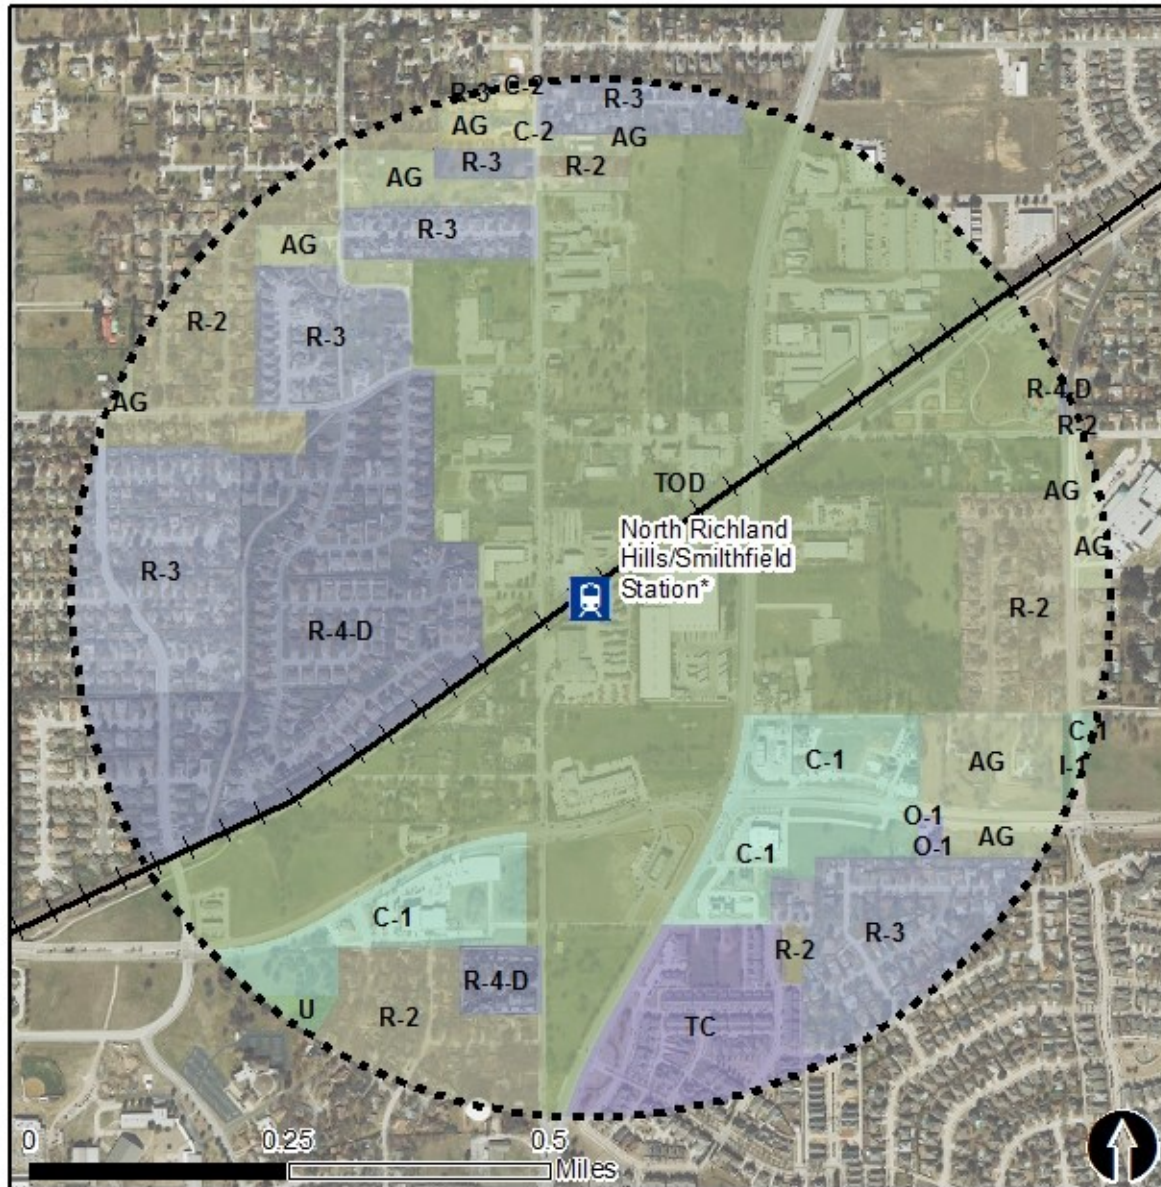 R-3
C-2
R-3
AG
C-2
AG
R-3
R-2
AG
R-3
AG
R-2
R-3
AG
R-4-D
R-2
TOD
AG
North Richland
Hills/Smilthfield
Station*
AG
R-3
R-2
R-4-D
C-1
C-1
AG
I-1
O-1
AG
O-1
C-1
C-1
R-3
R-2
R-4-D
U
R-2
TC
0
0.25
0.5
Miles